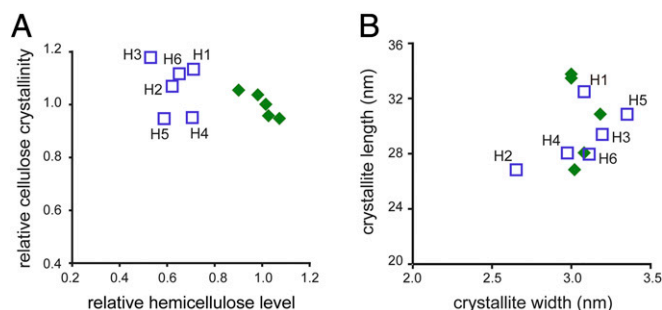 A
relative cellulose crystallinity
1.2
1.0
0.8
0.6
0.4
H3
H6
H1
H2
H5
H4
0.2
0.4
0.6
0.8
1.0
1.2
relative hemicellulose level
B
crystallite length (nm)
36
32
28
24
20
H1
H5
H3
H4
H6
H2
2.0
2.5
3.0
3.5
crystallite width (nm)